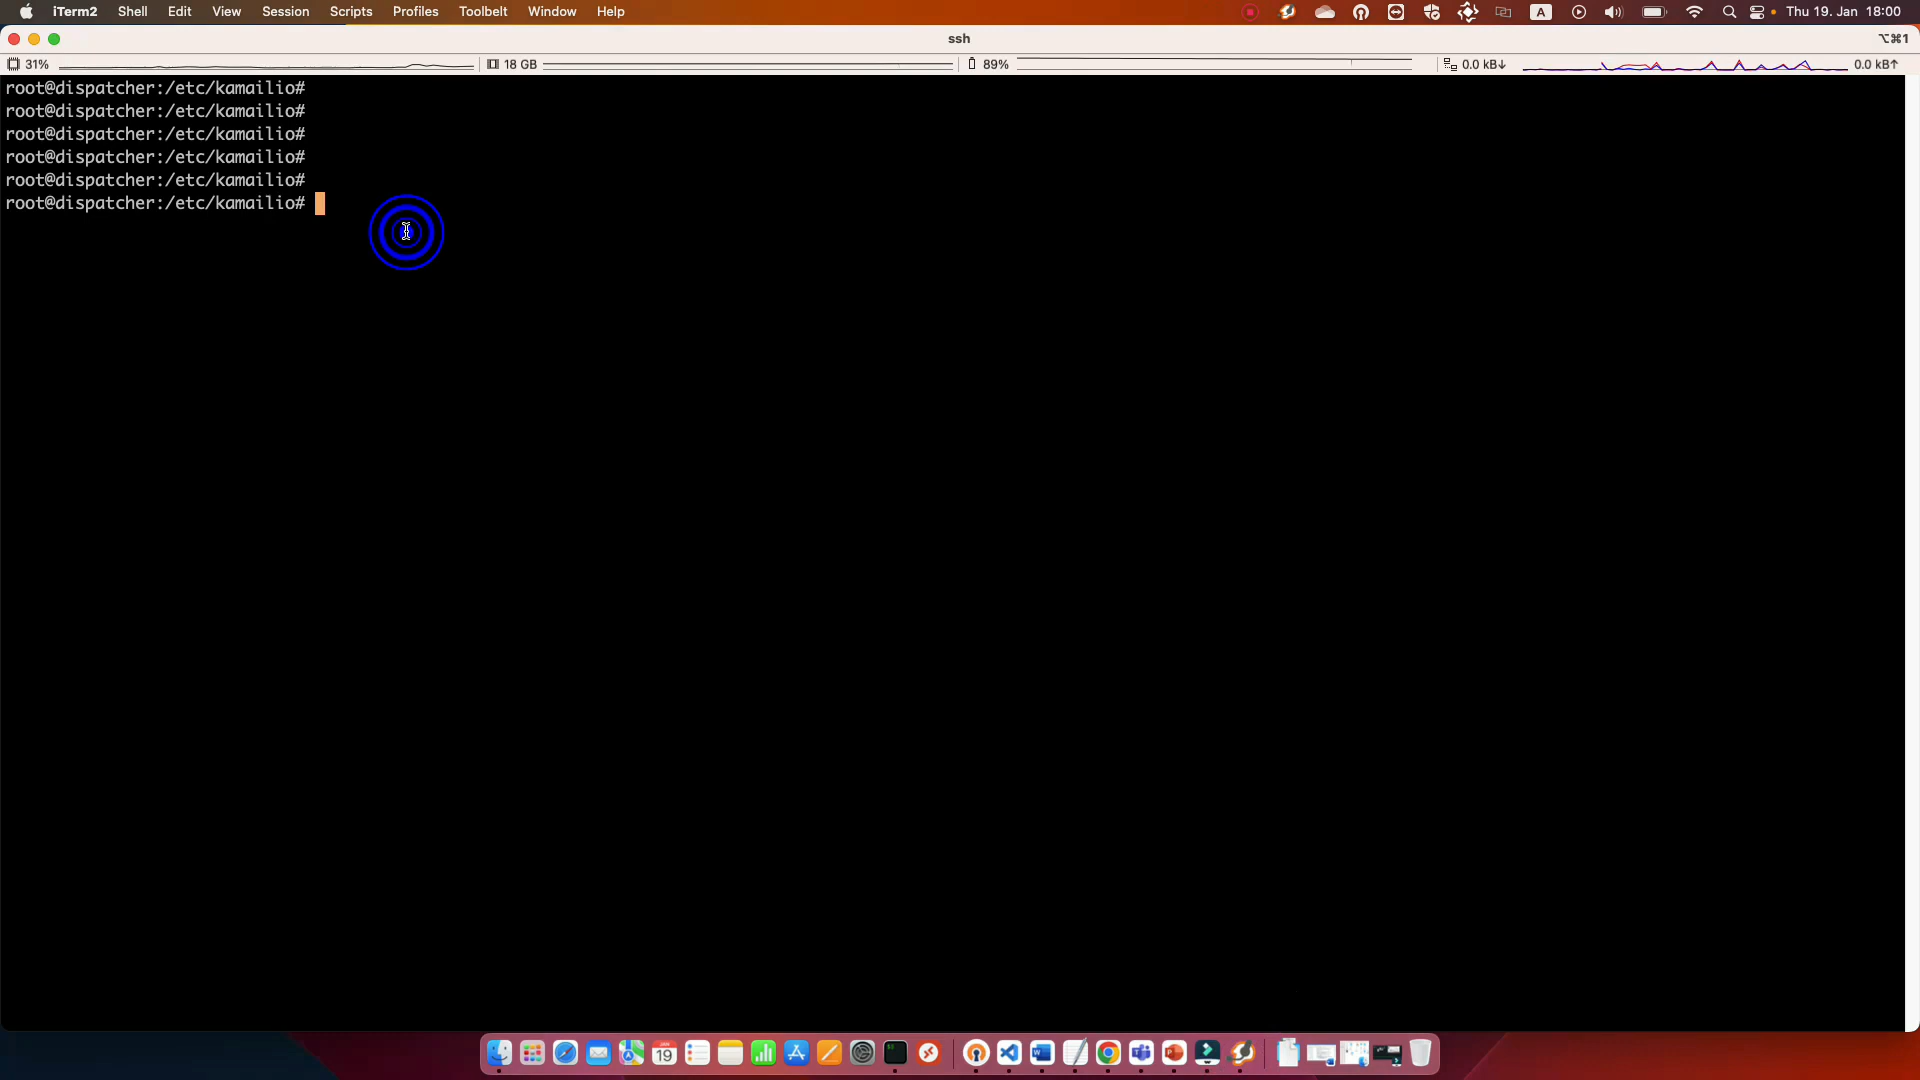 iTerm2 Shell Edit View Session Scripts Profiles Toolbelt Window Help A Thu 19. Jan 18:00
ssh ⌥⌘1
31% 18 GB 89% 0.0 kB↓ 0.0 kB↑
root@dispatcher:/etc/kamailio#
root@dispatcher:/etc/kamailio#
root@dispatcher:/etc/kamailio#
root@dispatcher:/etc/kamailio#
root@dispatcher:/etc/kamailio#
root@dispatcher:/etc/kamailio#
19